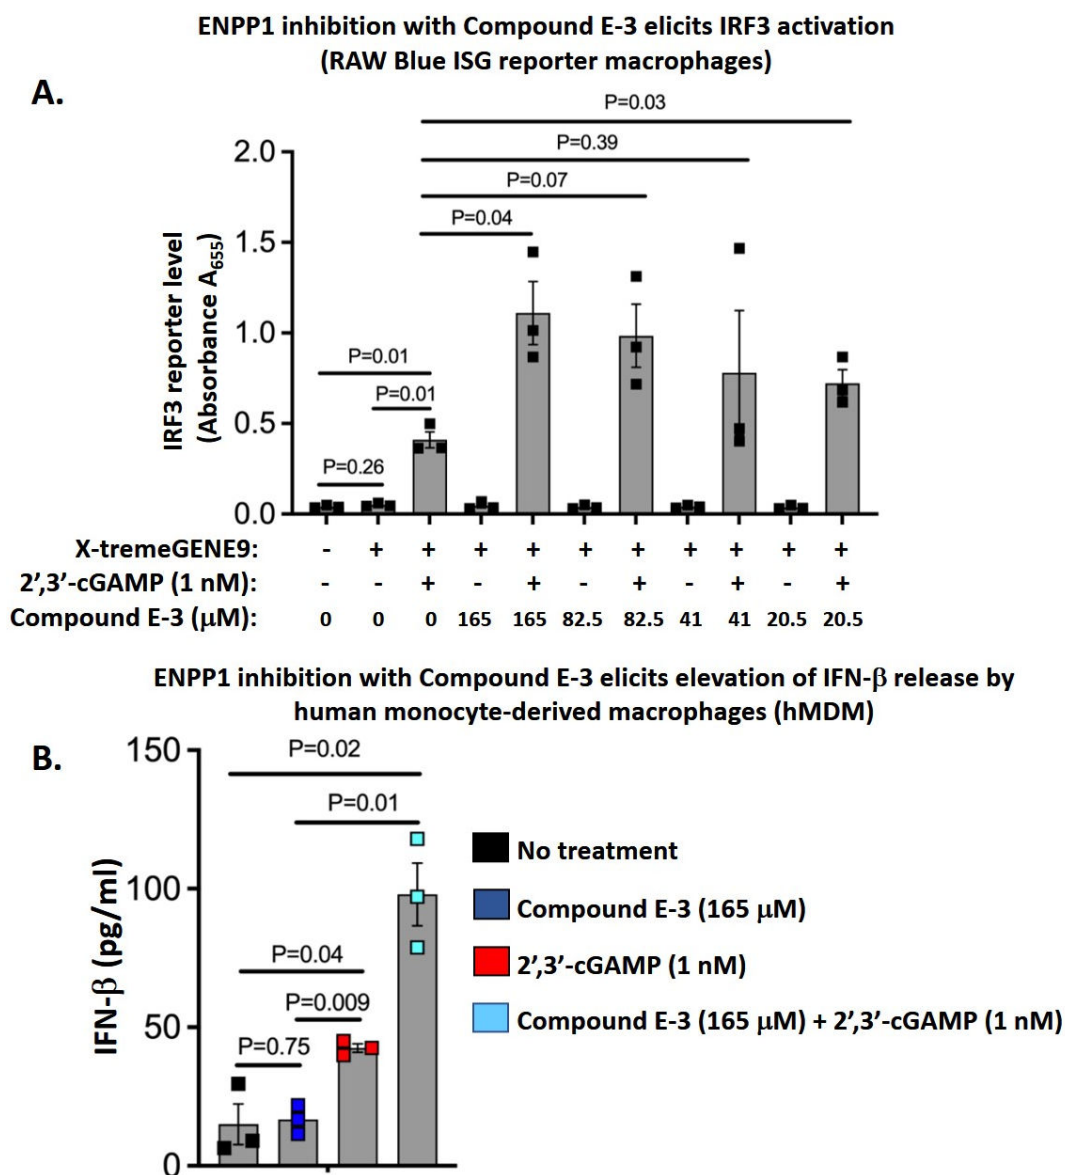 ENPP1 inhibition with Compound E-3 elicits IRF3 activation
(RAW Blue ISG reporter macrophages)
A.
P=0.03
P=0.39
P=0.07
P=0.04
P=0.01
P=0.01
P=0.26
IRF3 reporter level
(Absorbance A655)
2.0
1.5
1.0
0.5
0.0
X-tremeGENE9: - + + + + + + + + + +
2’,3’-cGAMP (1 nM): - - + - + - + - + - +
Compound E-3 (μM): 0 0 0 165 165 82.5 82.5 41 41 20.5 20.5
ENPP1 inhibition with Compound E-3 elicits elevation of IFN-β release by
human monocyte-derived macrophages (hMDM)
B.
P=0.02
P=0.01
P=0.04
P=0.009
P=0.75
IFN-β (pg/ml)
150
100
50
0
No treatment
Compound E-3 (165 μM)
2’,3’-cGAMP (1 nM)
Compound E-3 (165 μM) + 2’,3’-cGAMP (1 nM)